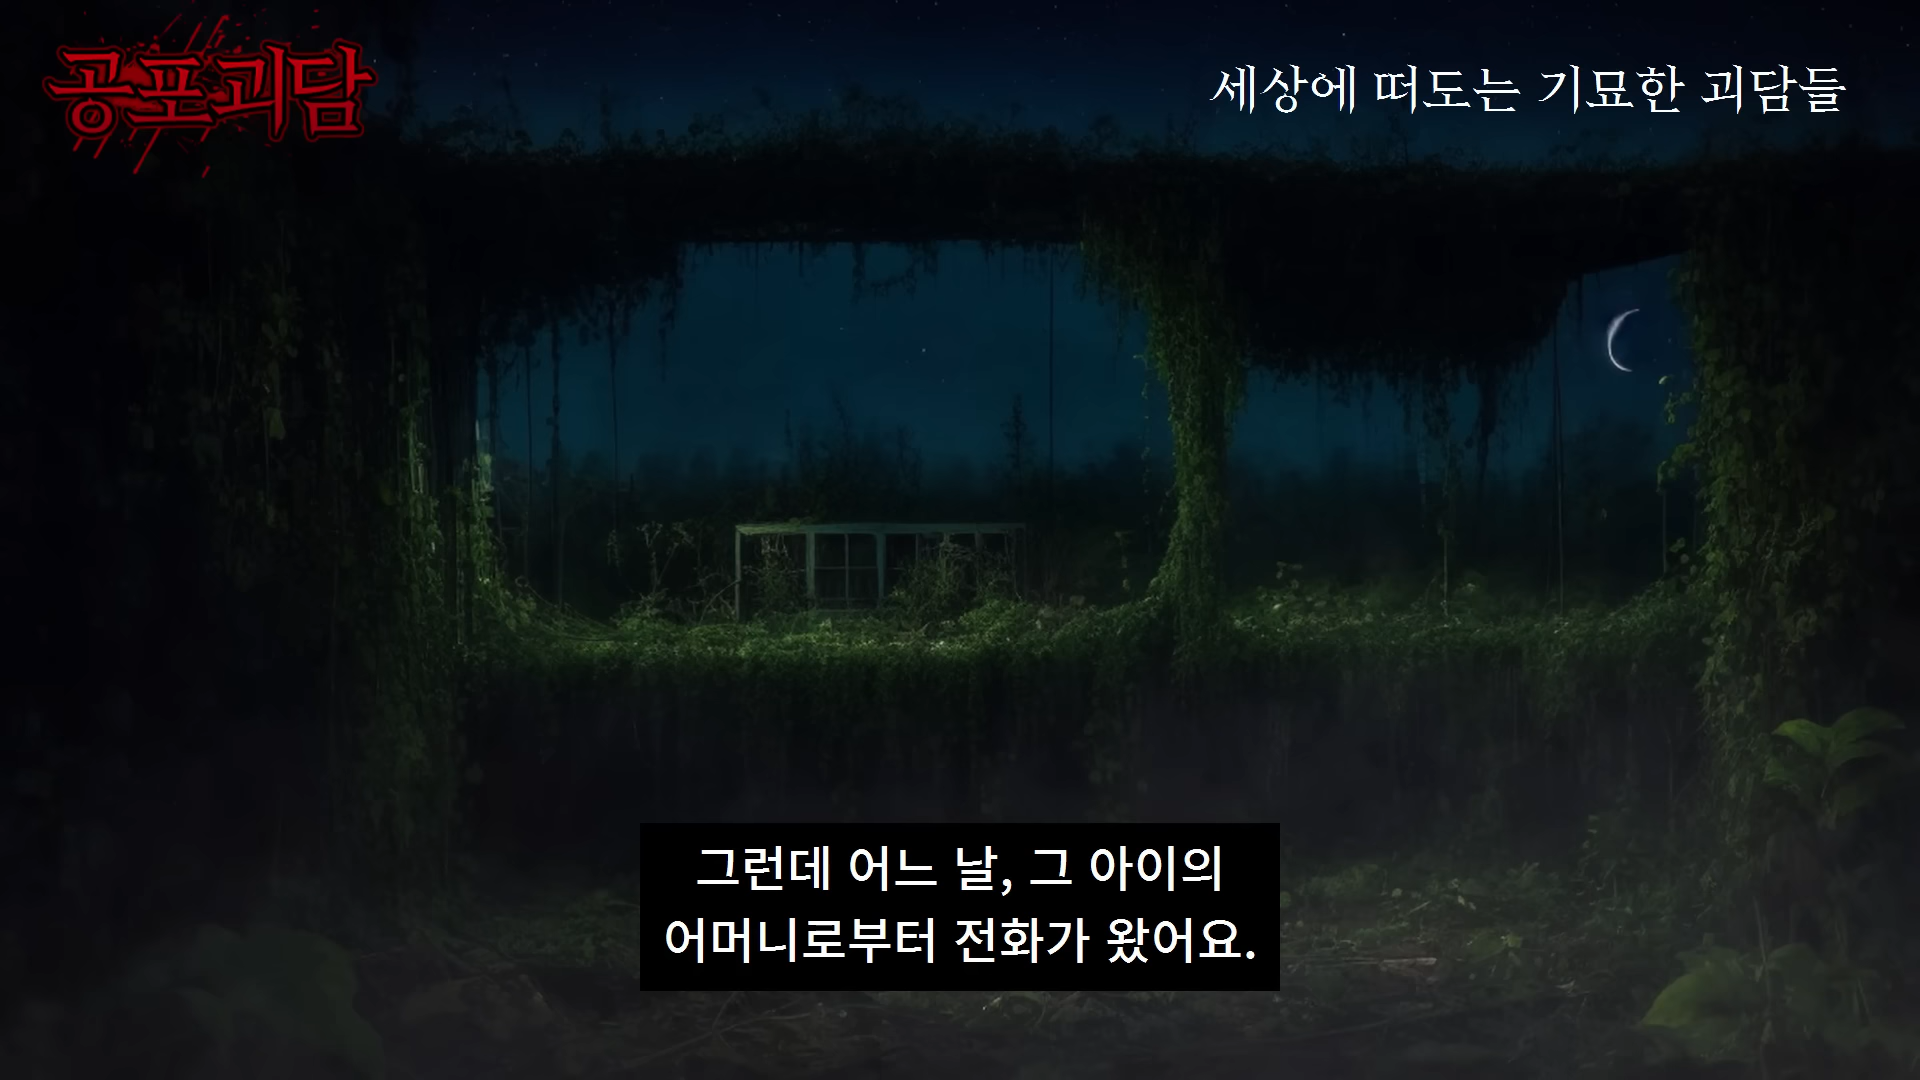 공포괴담
세상에 떠도는 기묘한 괴담들
그런데 어느 날, 그 아이의
어머니로부터 전화가 왔어요.